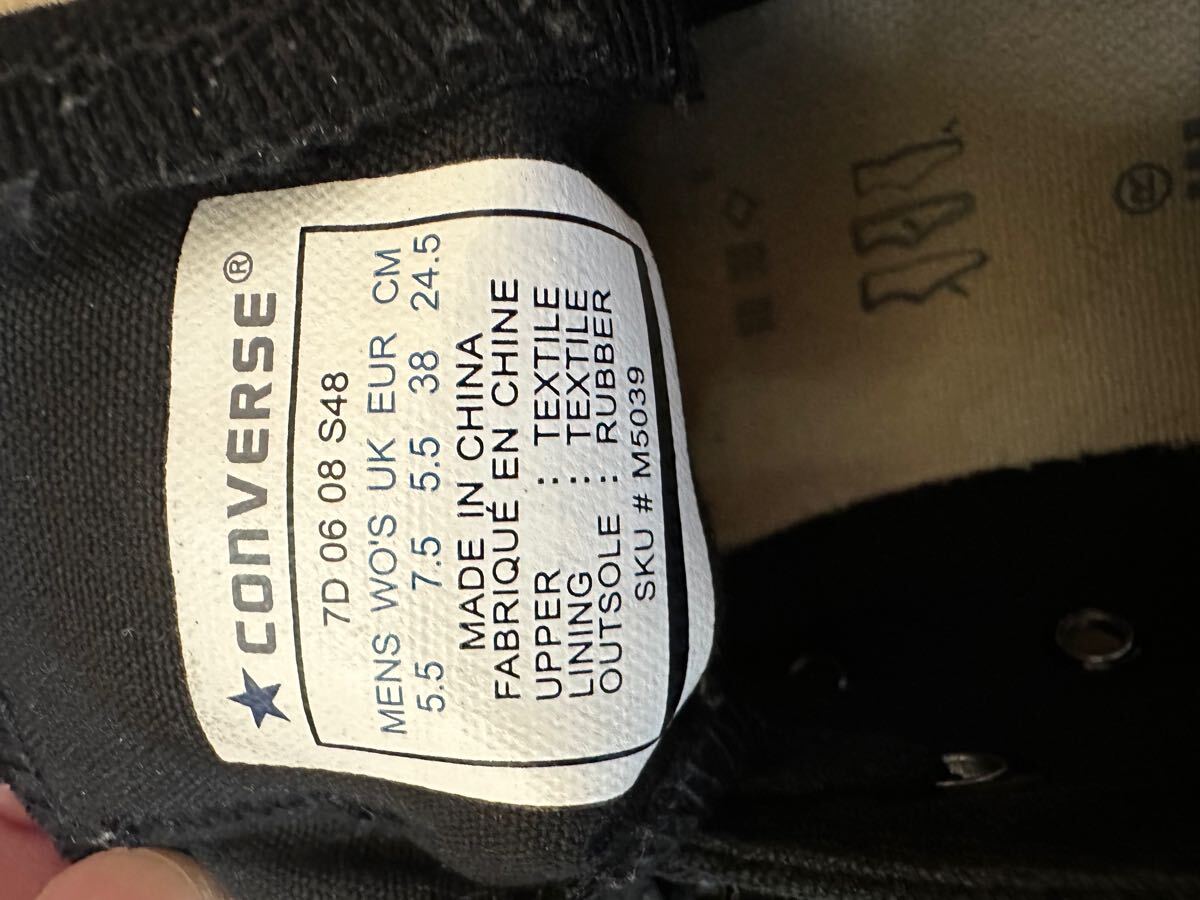 ★CONVERSE®
7D 06 08 S48
MENS WO'S UK EUR CM
5.5 7.5 5.5 38 24.5
MADE IN CHINA
FABRIQUÉ EN CHINE
UPPER : TEXTILE
LINING : TEXTILE
OUTSOLE : RUBBER
SKU # M5039
®